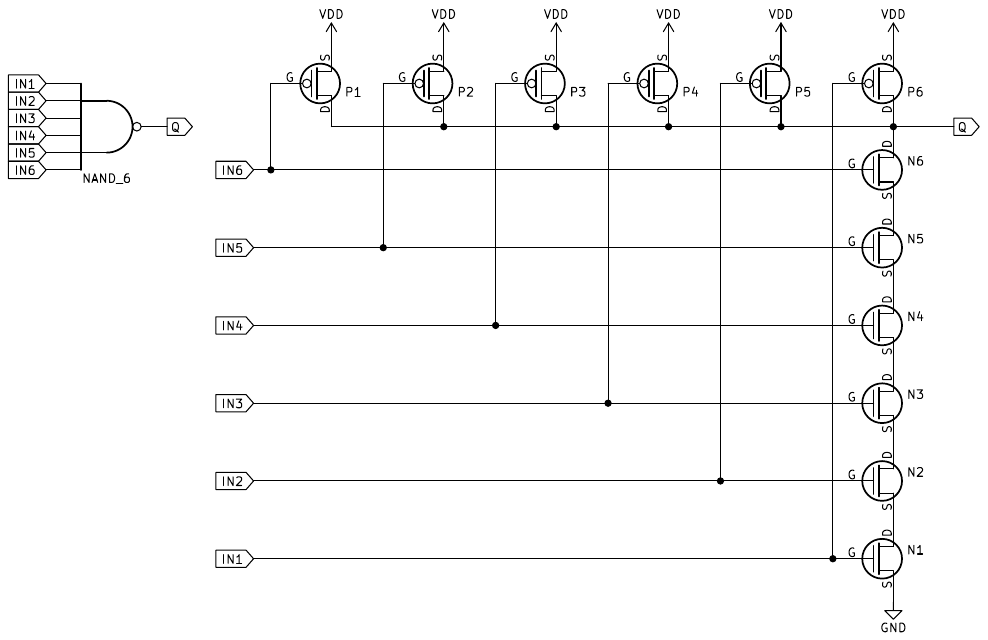 VDD VDD VDD VDD VDD VDD
S S S S S S
G P1 G P2 G P3 G P4 G P5 G P6
D D D D D D
IN1
IN2
IN3
IN4
IN5
IN6
Q
NAND_6
Q
IN6 G D S N6
IN5 G D S N5
IN4 G D S N4
IN3 G D S N3
IN2 G D S N2
IN1 G D S N1
GND